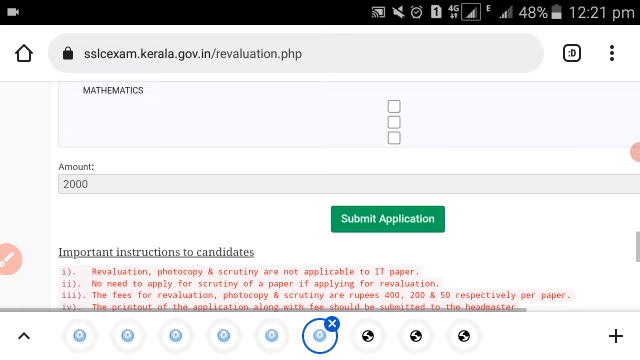 1 4G E 48% 12:21 pm
sslcexam.kerala.gov.in/revaluation.php :D
MATHEMATICS
Amount:
2000
Submit Application
Important instructions to candidates
i). Revaluation, photocopy & scrutiny are not applicable to IT paper.
ii). No need to apply for scrutiny of a paper if applying for revaluation.
iii). The fees for revaluation, photocopy & scrutiny are rupees 400, 200 & 50 respectively per paper.
iv). The printout of the application along with fee should be submitted to the headmaster